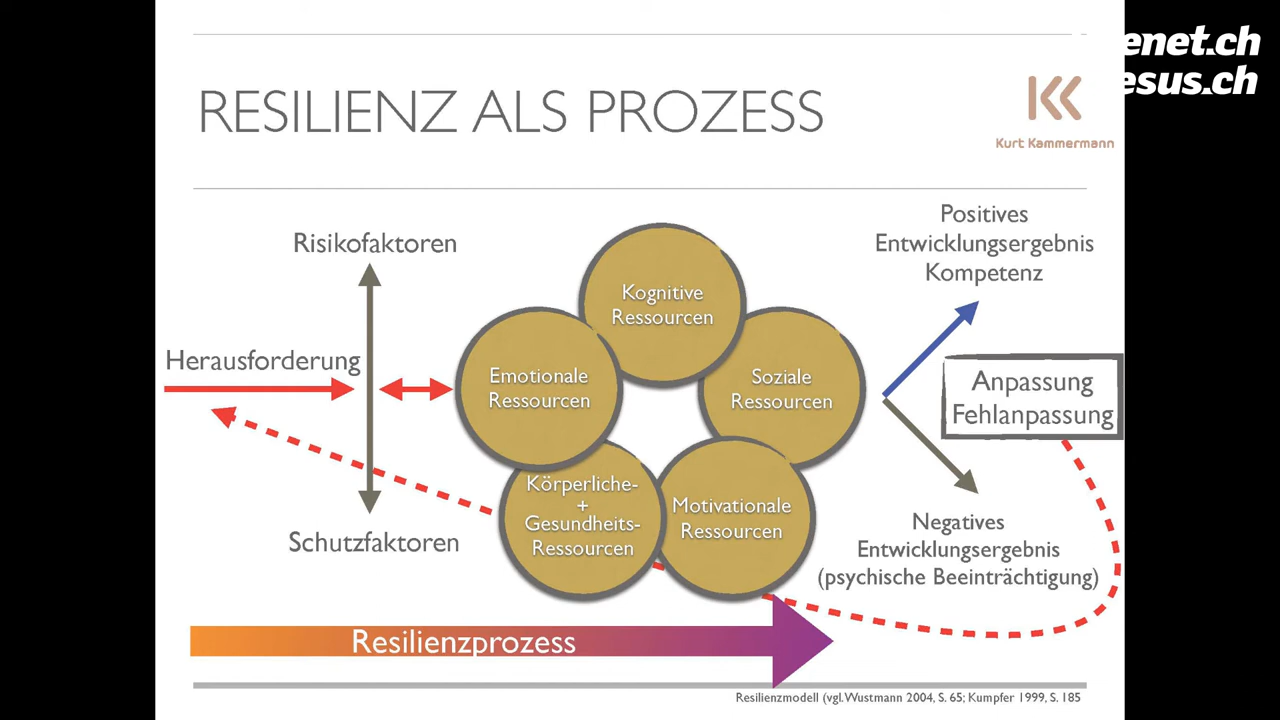 enet.ch
esus.ch
RESILIENZ ALS PROZESS
Kurt Kammermann
Risikofaktoren
Herausforderung
Schutzfaktoren
Kognitive
Ressourcen
Emotionale
Ressourcen
Soziale
Ressourcen
Körperliche-
+
Gesundheits-
Ressourcen
Motivationale
Ressourcen
Positives
Entwicklungsergebnis
Kompetenz
Anpassung
Fehlanpassung
Negatives
Entwicklungsergebnis
(psychische Beeinträchtigung)
Resilienzprozess
Resilienzmodell (vgl. Wustmann 2004, S. 65; Kumpfer 1999, S. 185